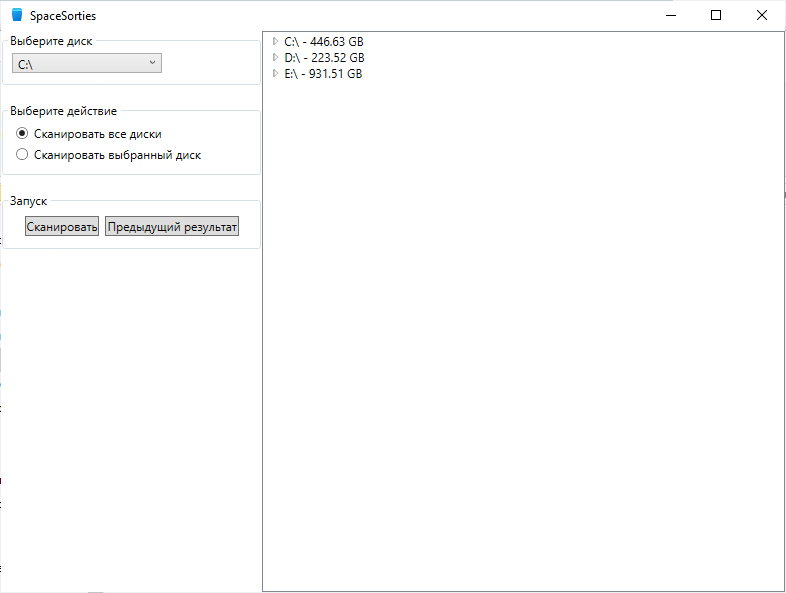 SpaceSorties
Выберите диск
C:\
Выберите действие
Сканировать все диски
Сканировать выбранный диск
Запуск
Сканировать Предыдущий результат
C:\ - 446.63 GB
D:\ - 223.52 GB
E:\ - 931.51 GB